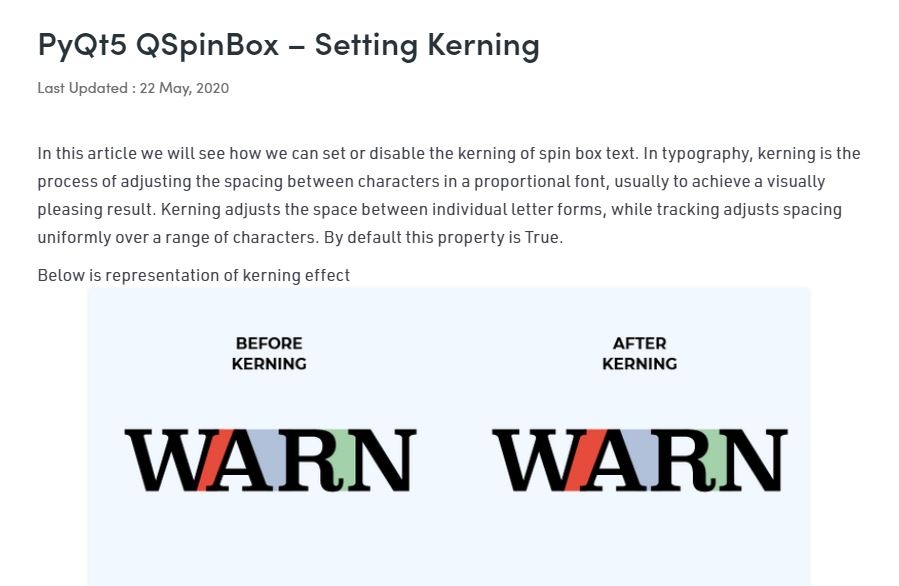 PyQt5 QSpinBox – Setting Kerning
Last Updated : 22 May, 2020
In this article we will see how we can set or disable the kerning of spin box text. In typography, kerning is the
process of adjusting the spacing between characters in a proportional font, usually to achieve a visually
pleasing result. Kerning adjusts the space between individual letter forms, while tracking adjusts spacing
uniformly over a range of characters. By default this property is True.
Below is representation of kerning effect
BEFORE
KERNING
WARN
AFTER
KERNING
WARN